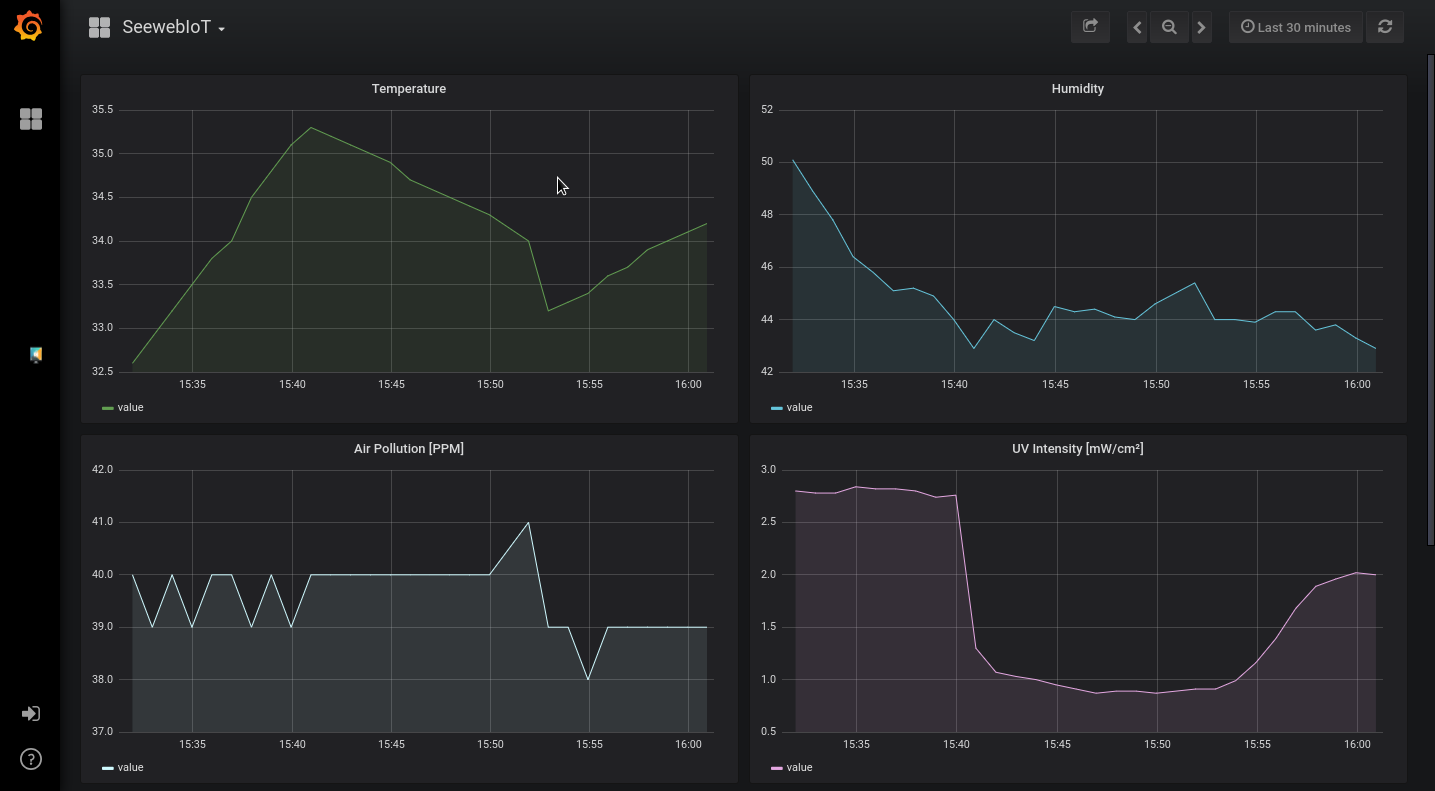 SeewebIoT
Last 30 minutes
Temperature
35.5
35.0
34.5
34.0
33.5
33.0
32.5
15:35 15:40 15:45 15:50 15:55 16:00
value
Humidity
52
50
48
46
44
42
15:35 15:40 15:45 15:50 15:55 16:00
value
Air Pollution [PPM]
42.0
41.0
40.0
39.0
38.0
37.0
15:35 15:40 15:45 15:50 15:55 16:00
value
UV Intensity [mW/cm²]
3.0
2.5
2.0
1.5
1.0
0.5
15:35 15:40 15:45 15:50 15:55 16:00
value
?